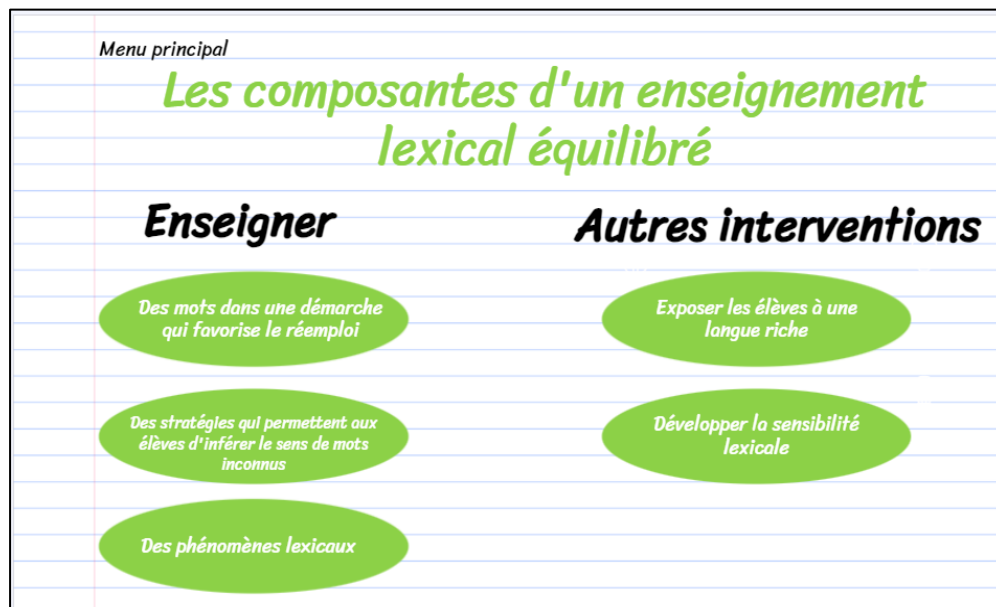 Menu principal
Les composantes d'un enseignement
lexical équilibré
Enseigner
Des mots dans une démarche
qui favorise le réemploi
Des stratégies qui permettent aux
élèves d'inférer le sens de mots
inconnus
Des phénomènes lexicaux
Autres interventions
Exposer les élèves à une
langue riche
Développer la sensibilité
lexicale